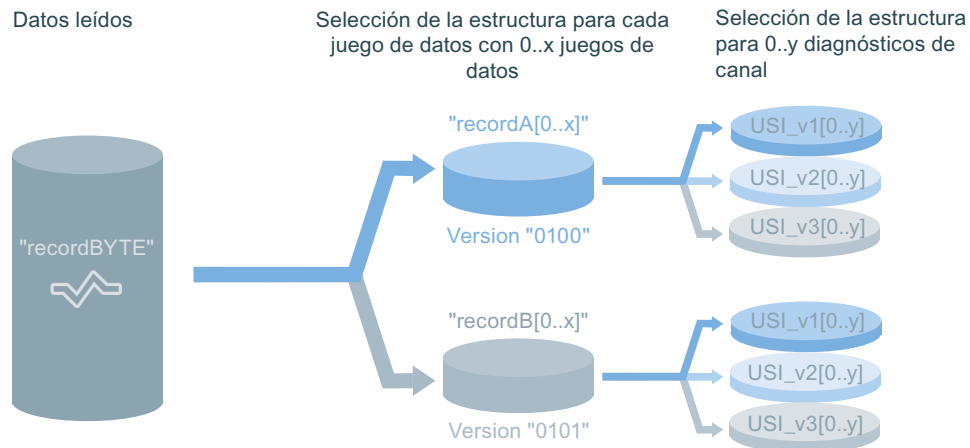 Datos leídos
Selección de la estructura para cada
juego de datos con 0..x juegos de
datos
Selección de la estructura
para 0..y diagnósticos de
canal
"recordBYTE"
"recordA[0..x]"
Version "0100"
USI_v1[0..y]
USI_v2[0..y]
USI_v3[0..y]
"recordB[0..x]"
Version "0101"
USI_v1[0..y]
USI_v2[0..y]
USI_v3[0..y]